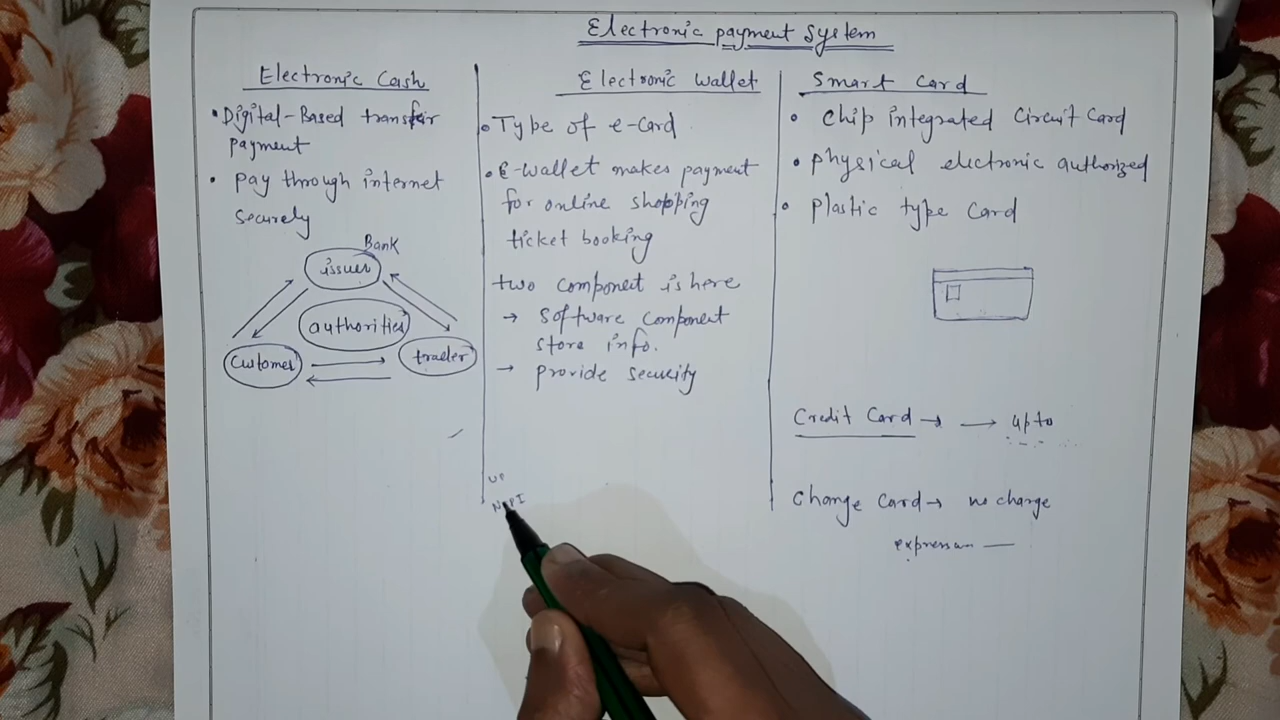 Electronic payment System
Electronic Cash
• Digital-Based transfer
payment
• pay through internet
securely
Bank
issuer
authorities
Customer
trader
Electronic Wallet
• Type of e-card
• E-wallet makes payment
for online shopping
ticket booking
two component is here
→ Software component
store info.
→ provide security
UP
Smart Card
• Chip integrated Circuit Card
• physical electronic authorized
• plastic type Card
Credit Card → → upto
Change Card → no change